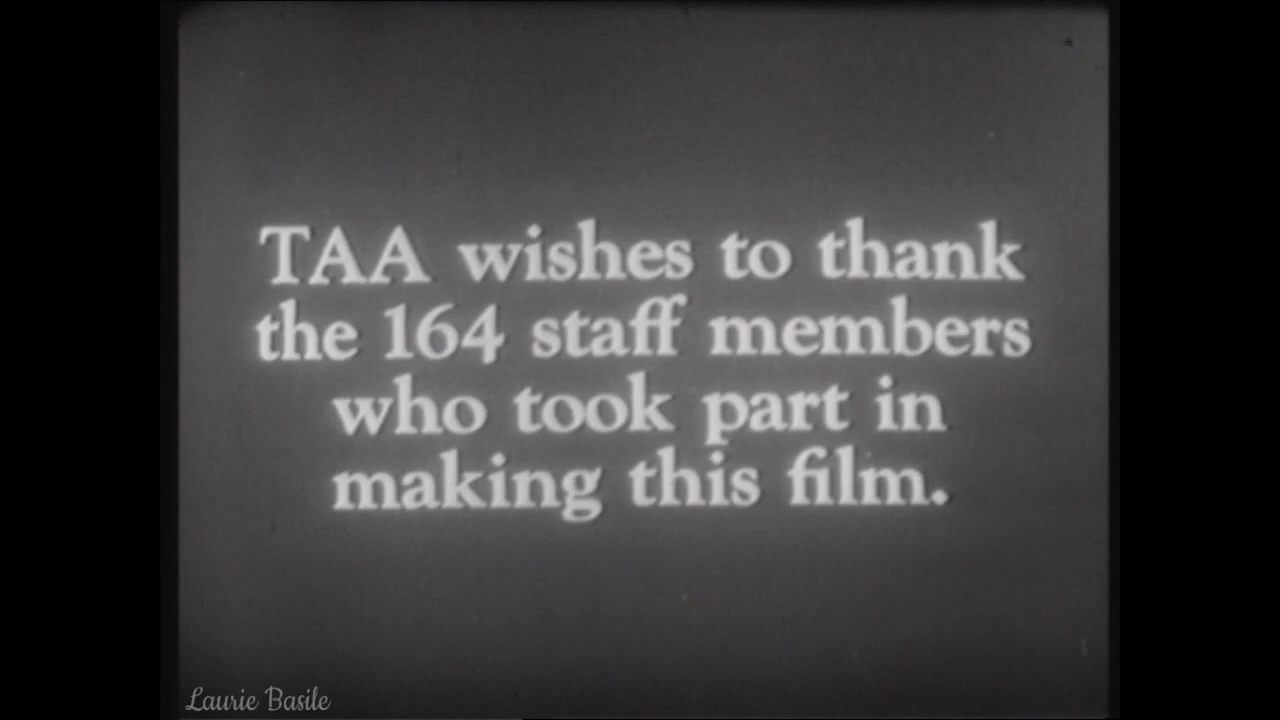 TAA wishes to thank
the 164 staff members
who took part in
making this film.
Laurie Basile